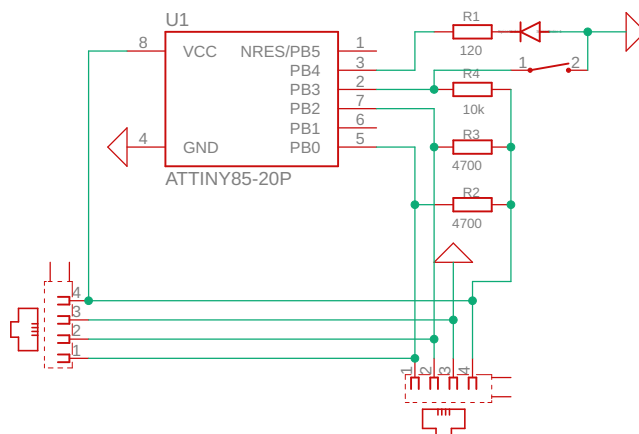 U1
R1
8 VCC NRES/PB5 1
120
PB4 3
1 2
PB3 2
R4
10k
PB2 7
PB1 6
R3
4 GND PB0 5
4700
ATTINY85-20P
R2
4700
4
3
2
1
1 2 3 4